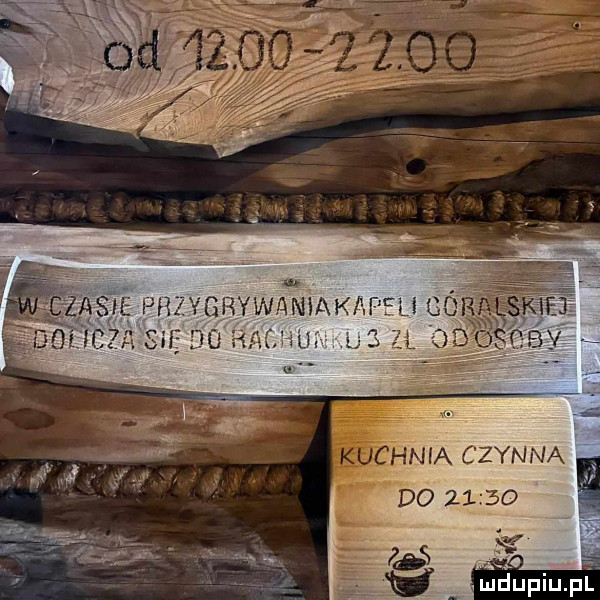 od 12.00-22.00
W CZASIE PRZYGRYWANIA KAPELI GÓRALSKIEJ
DOLICZA SIĘ DO RACHUNKU 3 ZŁ OD OSOBY
KUCHNIA CZYNNA
DO 21:30
mdupiu.pl